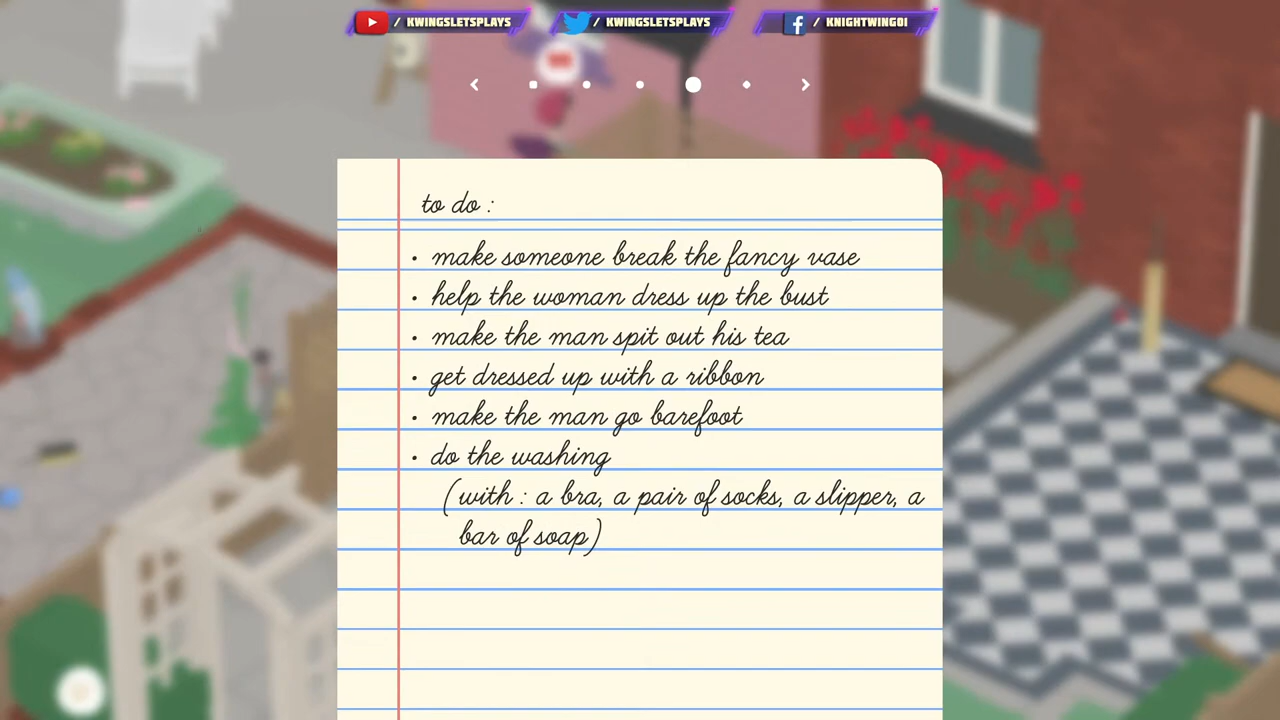 / KWINGSLETSPLAYS / KWINGSLETSPLAYS / KNIGHTWING01
to do :
• make someone break the fancy vase
• help the woman dress up the bust
• make the man spit out his tea
• get dressed up with a ribbon
• make the man go barefoot
• do the washing
(with : a bra, a pair of socks, a slipper, a
bar of soap)